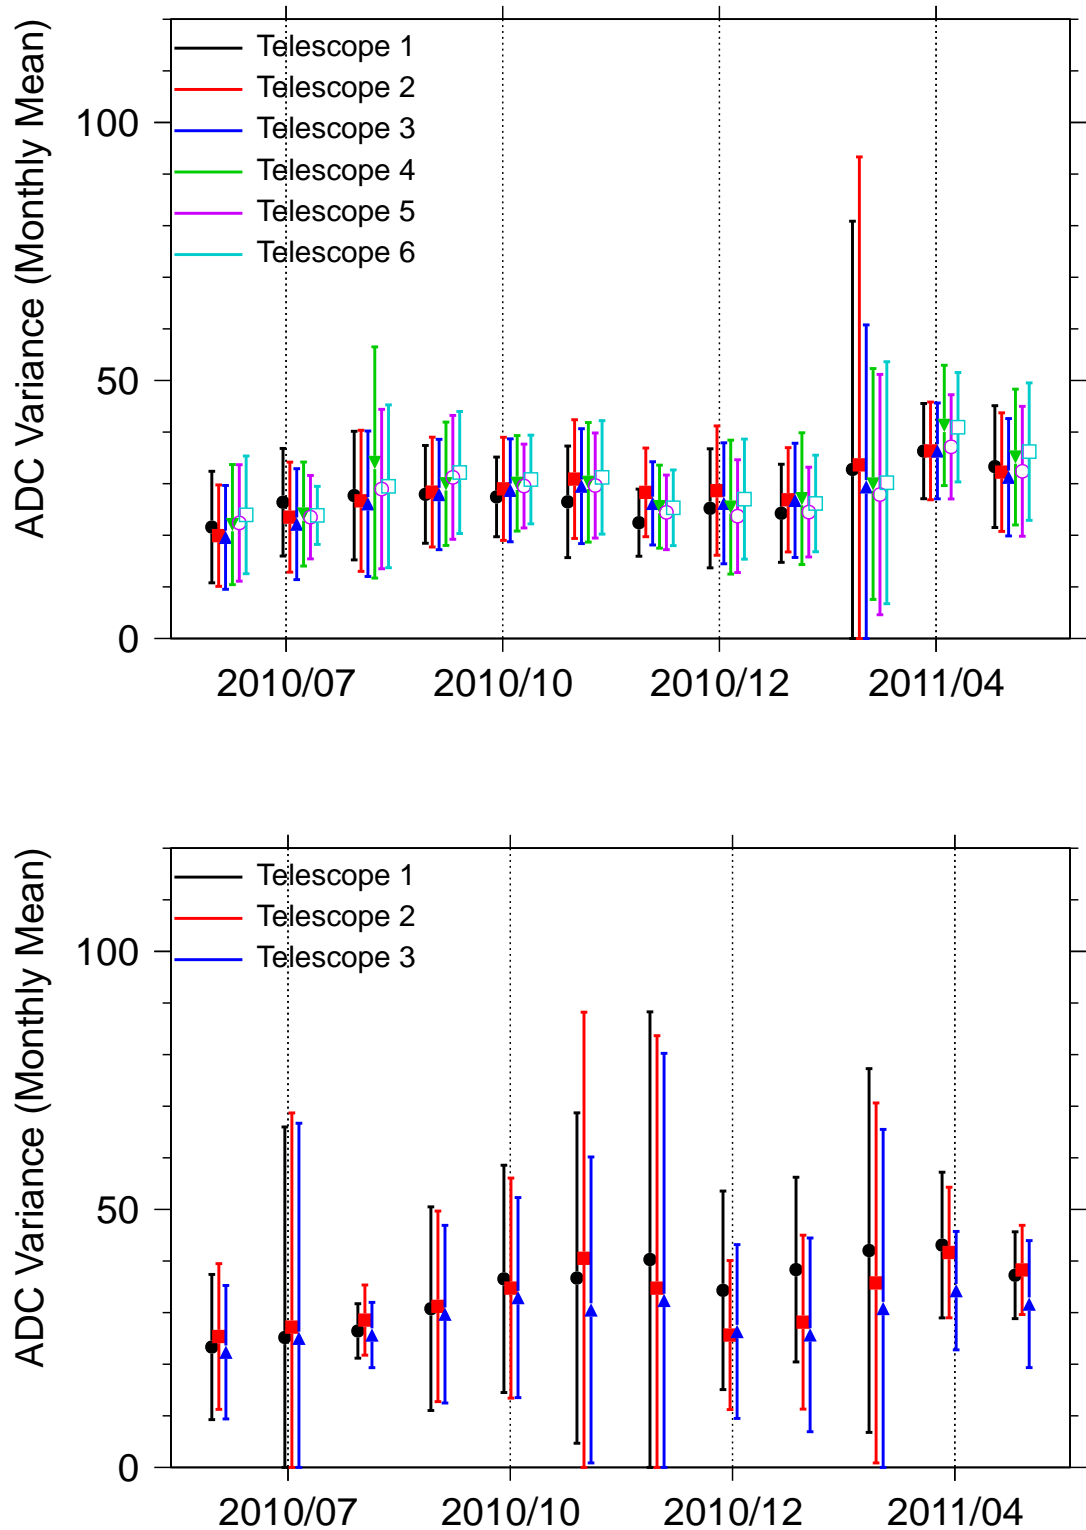 ADC Variance (Monthly Mean)
Telescope 1
Telescope 2
Telescope 3
Telescope 4
Telescope 5
Telescope 6
100
50
0
2010/07 2010/10 2010/12 2011/04
ADC Variance (Monthly Mean)
Telescope 1
Telescope 2
Telescope 3
100
50
0
2010/07 2010/10 2010/12 2011/04